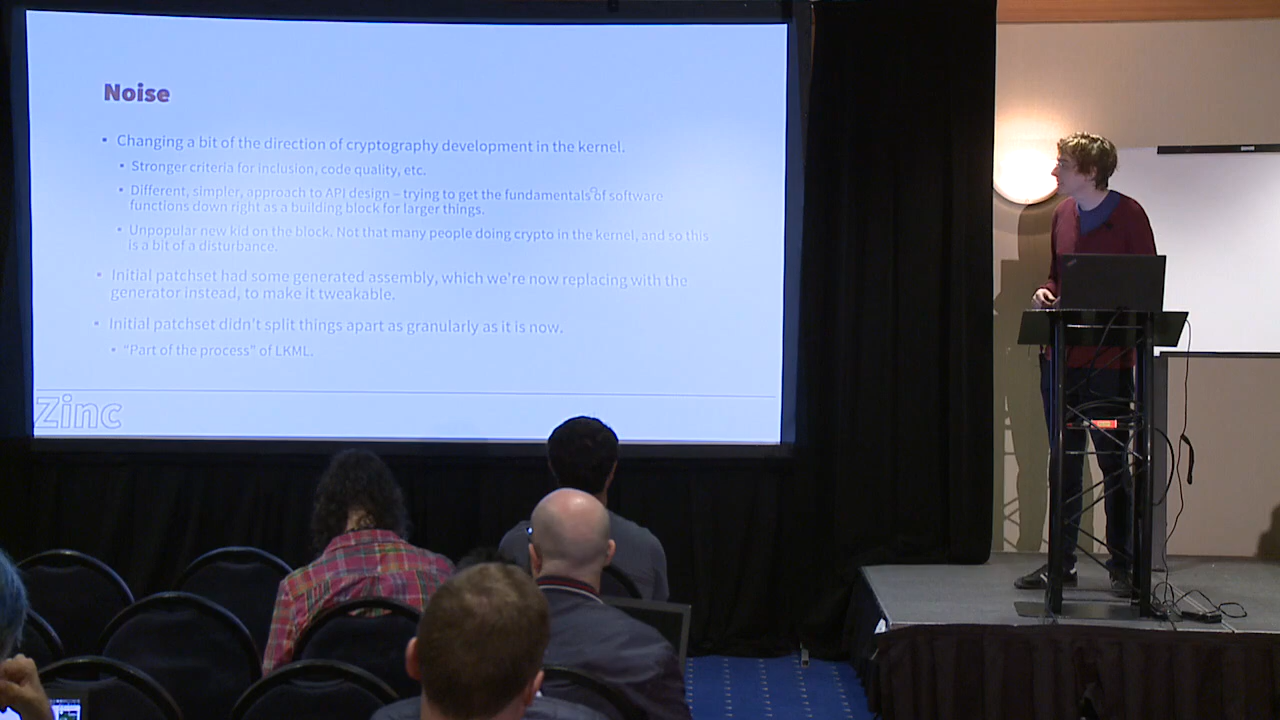 Noise
▪ Changing a bit of the direction of cryptography development in the kernel.
▪ Stronger criteria for inclusion, code quality, etc.
▪ Different, simpler, approach to API design – trying to get the fundamentals of software
functions down right as a building block for larger things.
▪ Unpopular new kid on the block. Not that many people doing crypto in the kernel, and so this
is a bit of a disturbance.
▪ Initial patchset had some generated assembly, which we're now replacing with the
generator instead, to make it tweakable.
▪ Initial patchset didn't split things apart as granularly as it is now.
▪ "Part of the process" of LKML.
Zinc